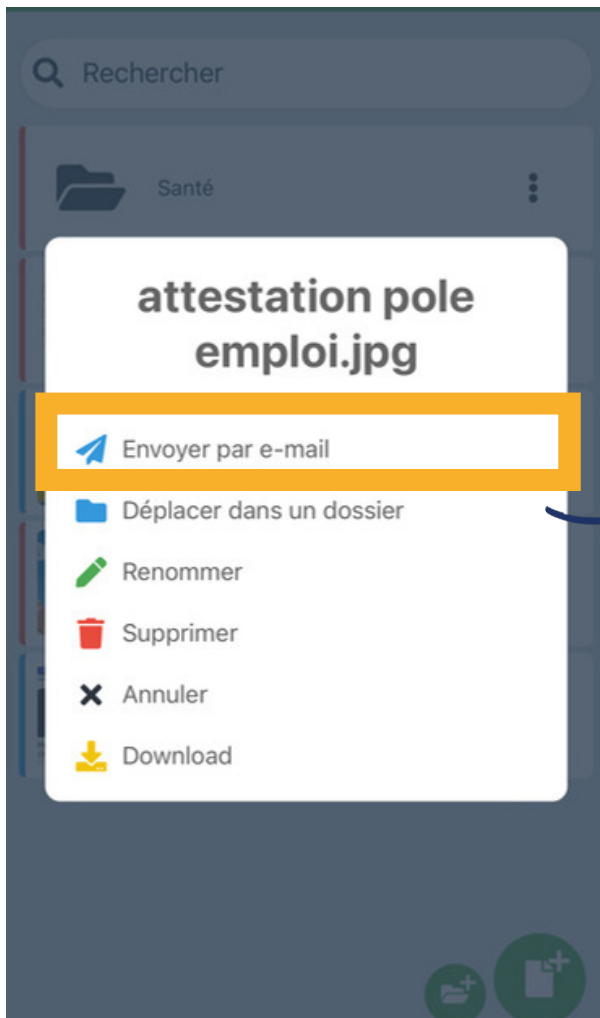 Rechercher
Santé
attestation pole
emploi.jpg
Envoyer par e-mail
Déplacer dans un dossier
Renommer
Supprimer
Annuler
Download